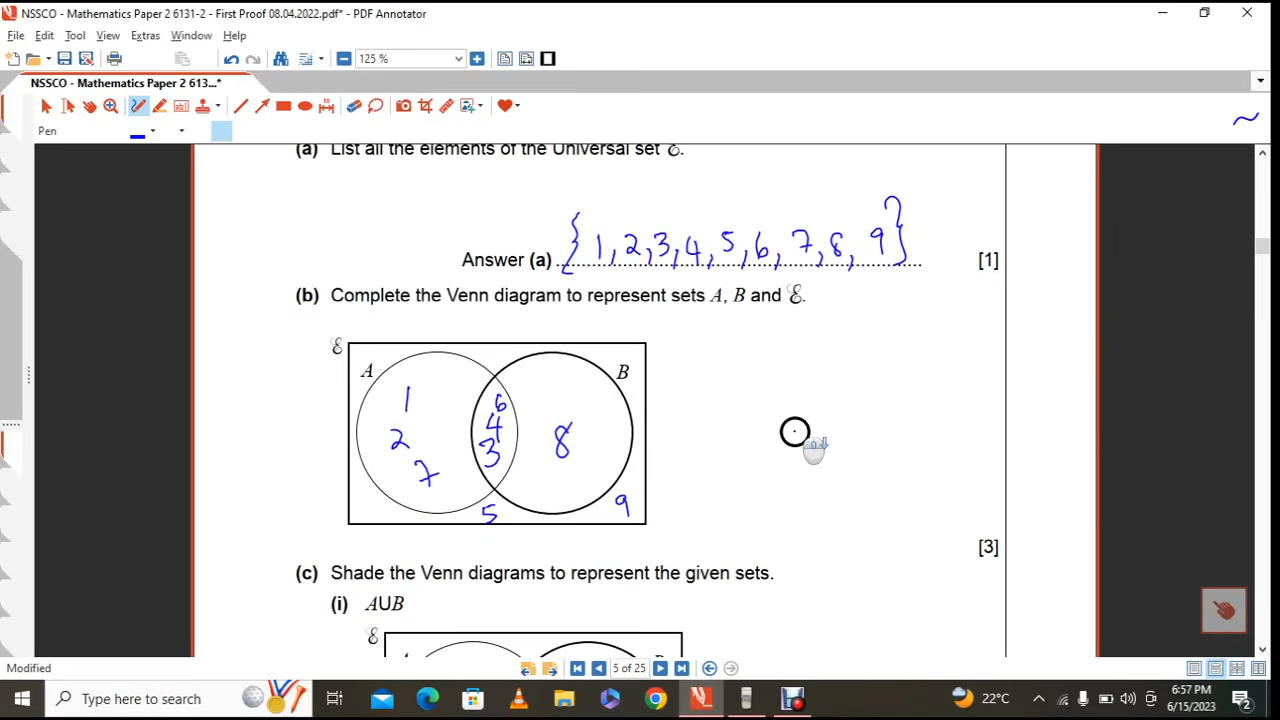 NSSCO - Mathematics Paper 2 6131-2 - First Proof 08.04.2022.pdf* - PDF Annotator
File Edit Tool View Extras Window Help
125 %
NSSCO - Mathematics Paper 2 613...*
Pen
(a) List all the elements of the Universal set ℰ.
Answer (a) {1,2,3,4,5,6,7,8,9} [1]
(b) Complete the Venn diagram to represent sets A, B and ℰ.
ℰ
A B
1 6
2 4 8
7 3
5 9
[3]
(c) Shade the Venn diagrams to represent the given sets.
(i) A∪B
ℰ
Modified
5 of 25
Type here to search
22°C
6:57 PM
6/15/2023
2